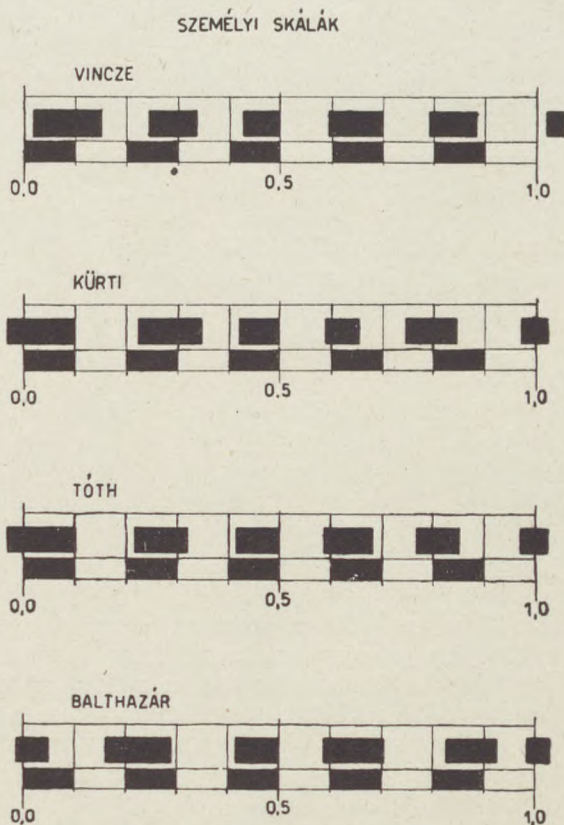 SZEMÉLYI SKÁLÁK
VINCZE
0,0 0,5 1,0
KÜRTI
0,0 0,5 1,0
TÓTH
0,0 0,5 1,0
BALTHAZÁR
0,0 0,5 1,0